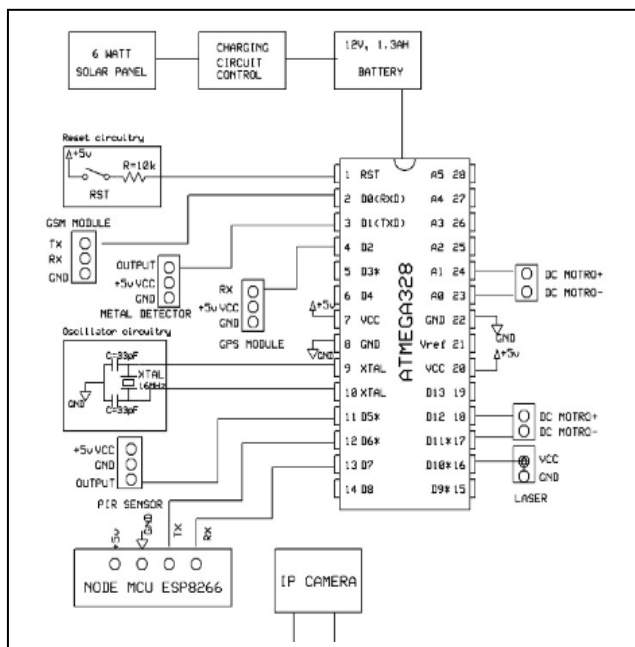 6 WATT
SOLAR PANEL
CHARGING
CIRCUIT
CONTROL
12V, 1.3AH
BATTERY
Reset circuitry
+5v
R=10k
RST
GSM MODULE
TX
RX
GND
OUTPUT
+5v VCC
GND
METAL DETECTOR
RX
+5v VCC
GND
GPS MODULE
+5v
GND
Oscillator circuitry
C=33pF
XTAL
16MHz
GND
C=33pF
+5v VCC
GND
OUTPUT
PIR SENSOR
+5v
GND
TX
RX
NODE MCU ESP8266
IP CAMERA
ATMEGA328
1 RST
2 D0(RxD)
3 D1(TXD)
4 D2
5 D3*
6 D4
7 VCC
8 GND
9 XTAL
10 XTAL
11 D5*
12 D6*
13 D7
14 D8
A5 28
A4 27
A3 26
A2 25
A1 24
A0 23
GND 22
Vref 21
VCC 20
D13 19
D12 18
D11* 17
D10* 16
D9* 15
DC MOTRO+
DC MOTRO-
GND
+5v
DC MOTRO+
DC MOTRO-
VCC
GND
LASER